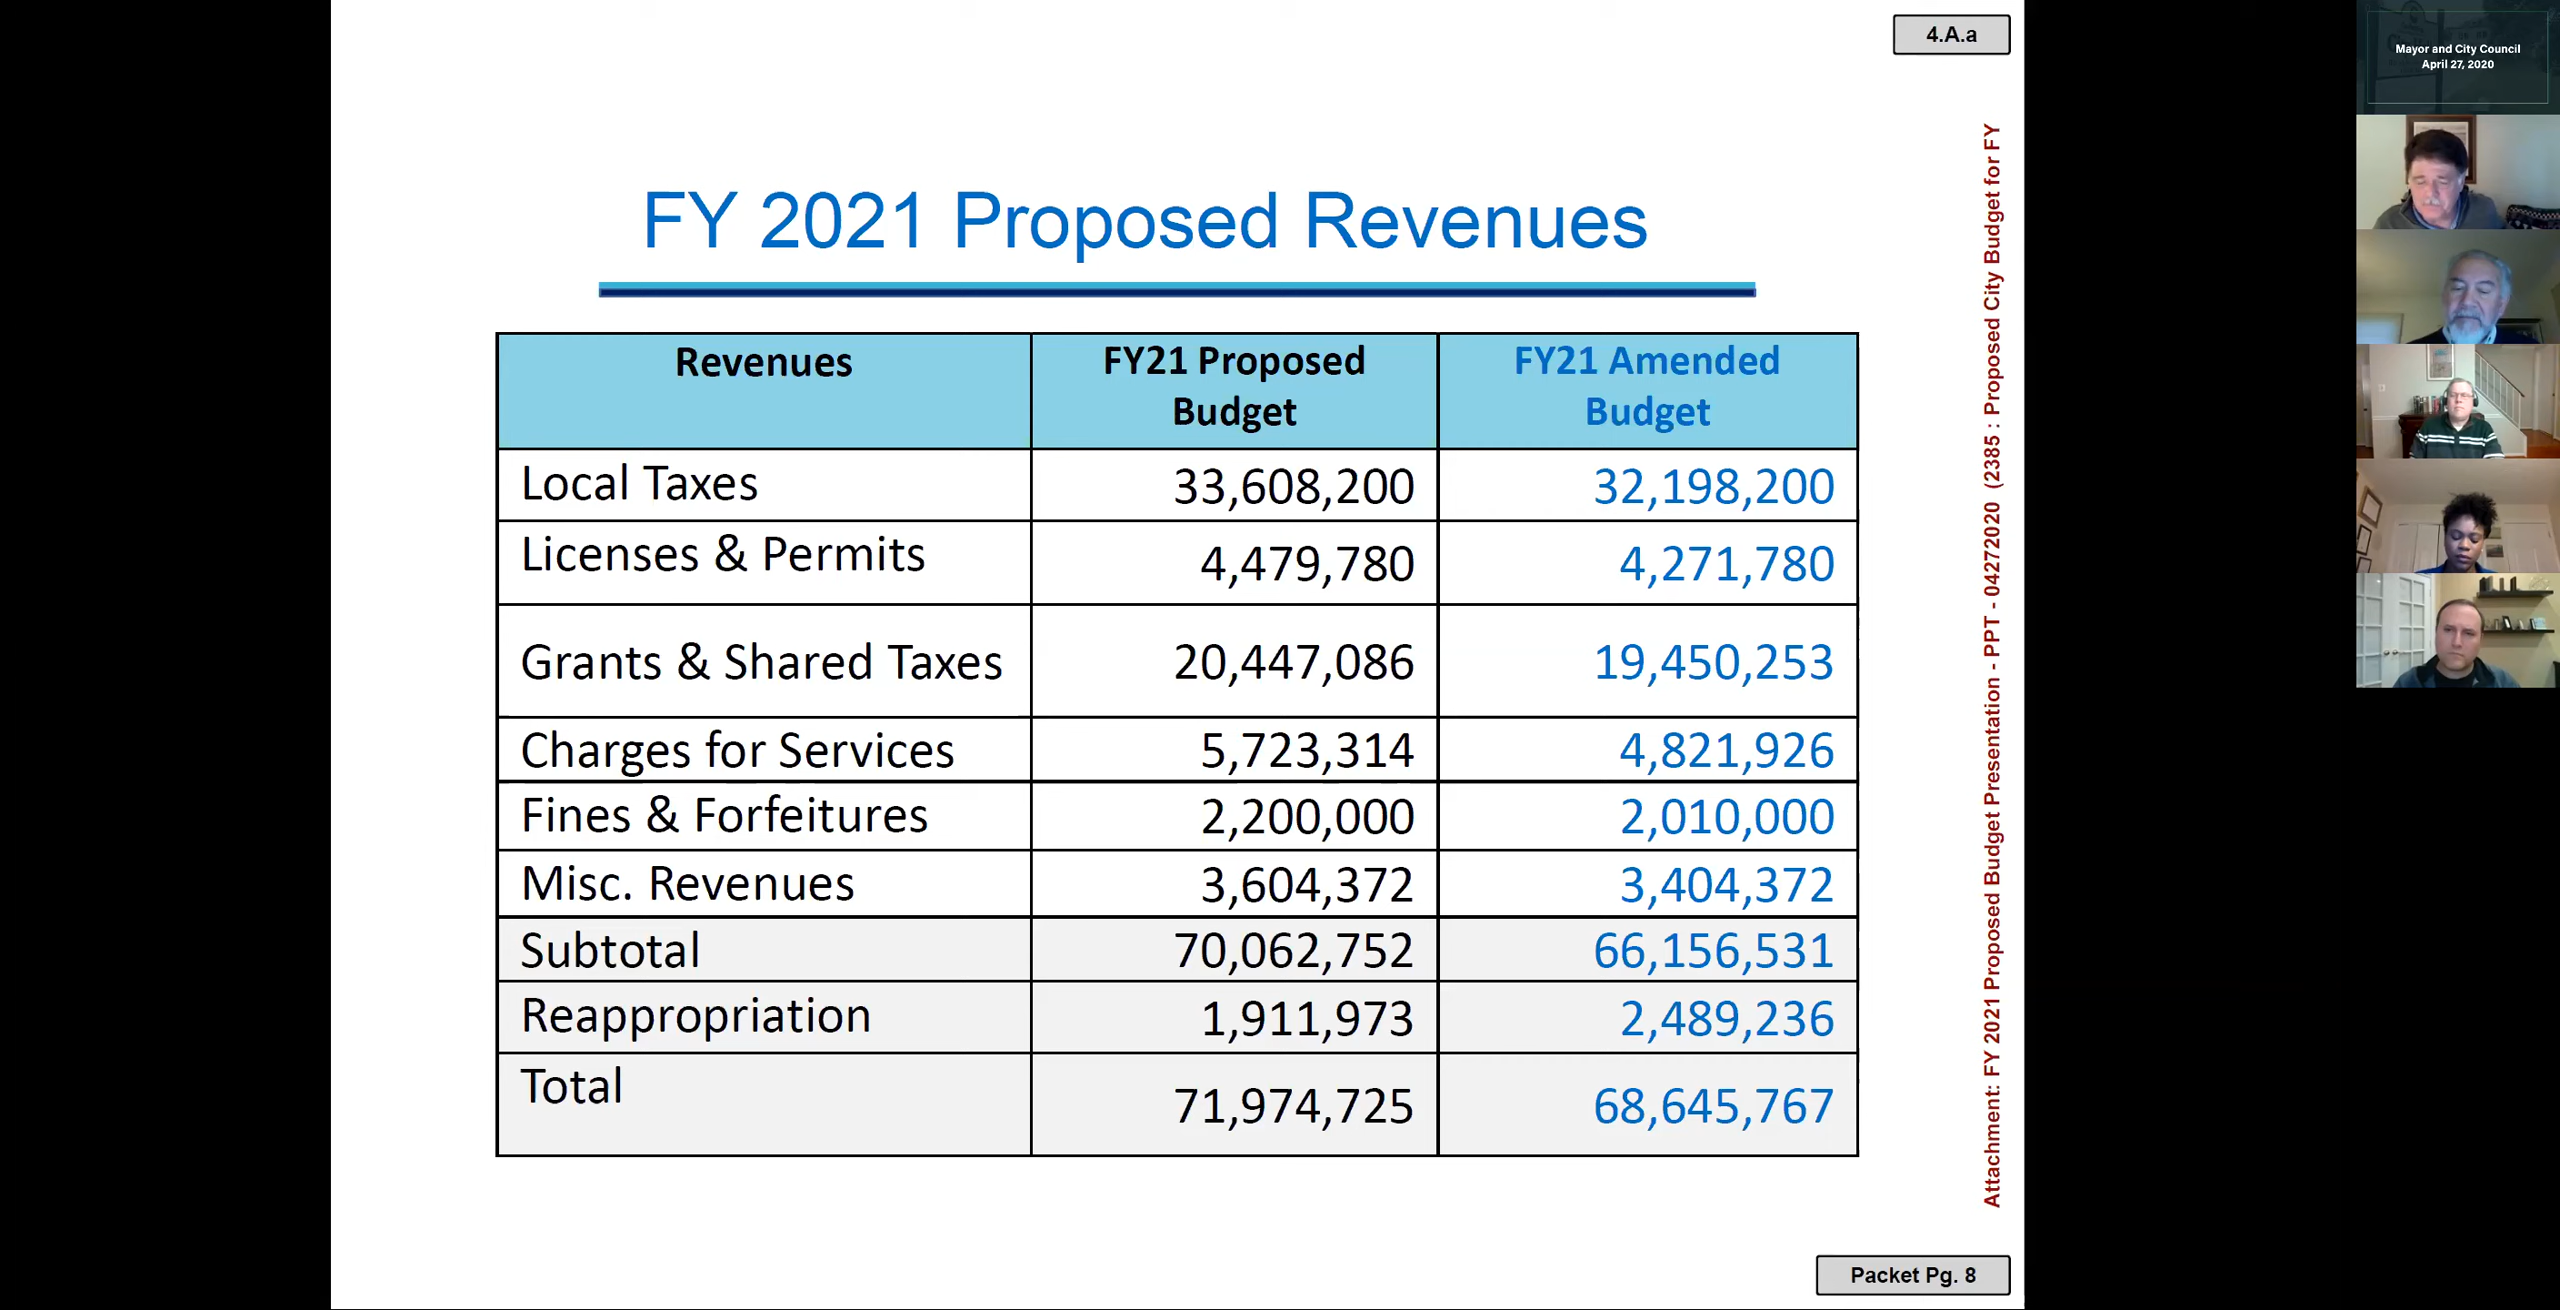 4.A.a
Mayor and City Council
April 27, 2020
FY 2021 Proposed Revenues
Revenues
FY21 Proposed
Budget
FY21 Amended
Budget
Local Taxes 33,608,200 32,198,200
Licenses & Permits 4,479,780 4,271,780
Grants & Shared Taxes 20,447,086 19,450,253
Charges for Services 5,723,314 4,821,926
Fines & Forfeitures 2,200,000 2,010,000
Misc. Revenues 3,604,372 3,404,372
Subtotal 70,062,752 66,156,531
Reappropriation 1,911,973 2,489,236
Total 71,974,725 68,645,767
Attachment: FY 2021 Proposed Budget Presentation - PPT - 04272020 (2385 : Proposed City Budget for FY
Packet Pg. 8